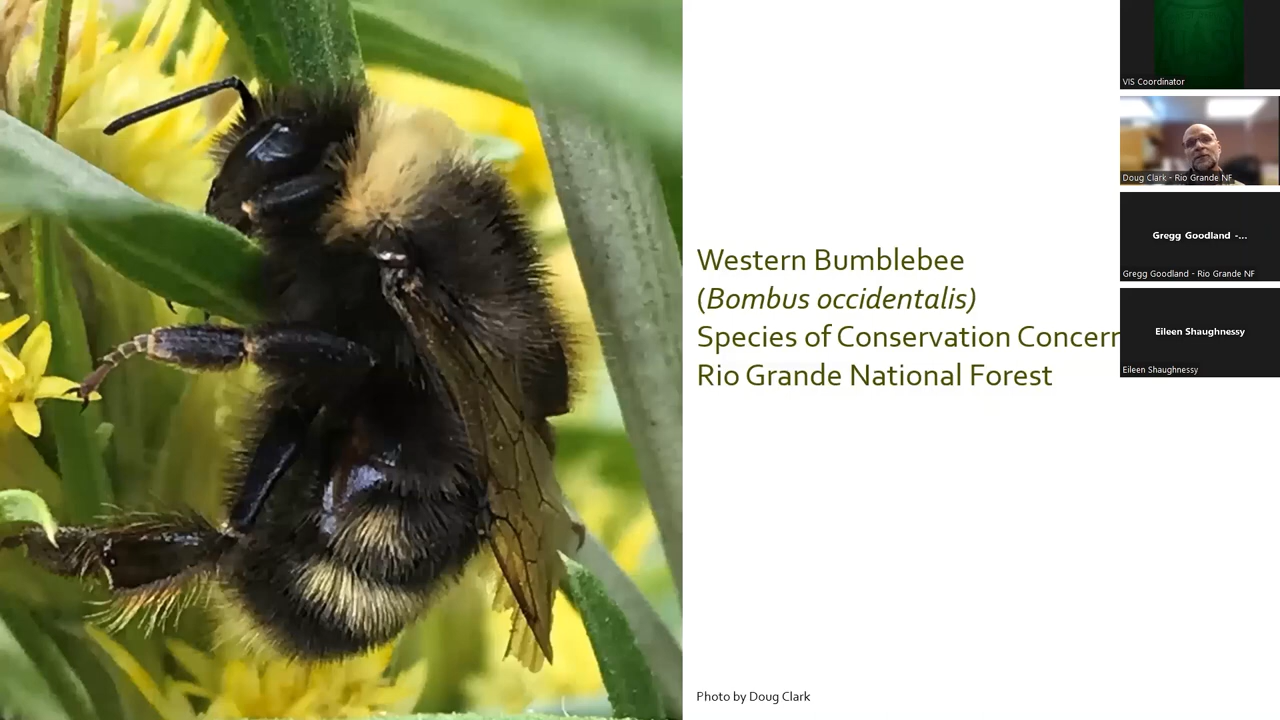 Western Bumblebee
(Bombus occidentalis)
Species of Conservation Concern
Rio Grande National Forest
Photo by Doug Clark
VIS Coordinator
Doug Clark - Rio Grande NF
Gregg Goodland -...
Gregg Goodland - Rio Grande NF
Eileen Shaughnessy
Eileen Shaughnessy